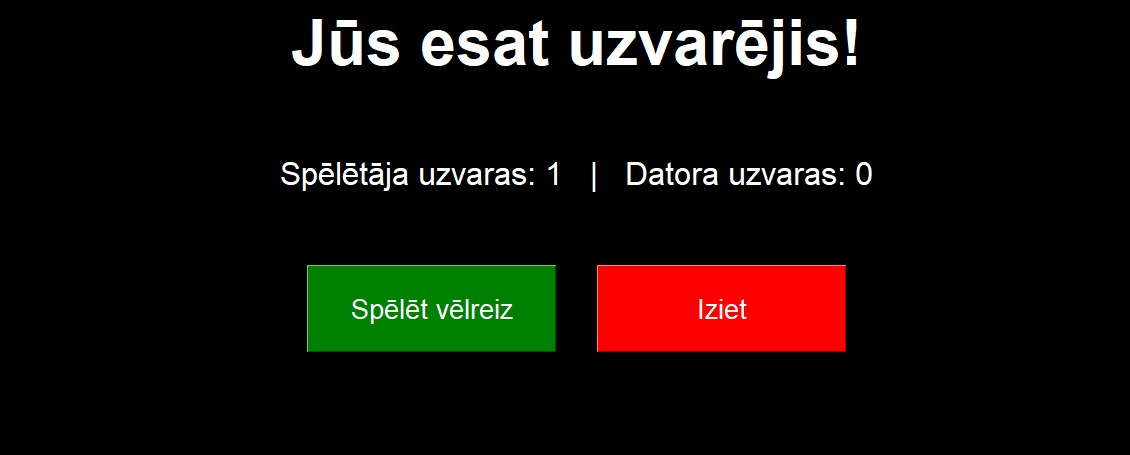 Jūs esat uzvarējis!
Spēlētāja uzvaras: 1 | Datora uzvaras: 0
Spēlēt vēlreiz
Iziet